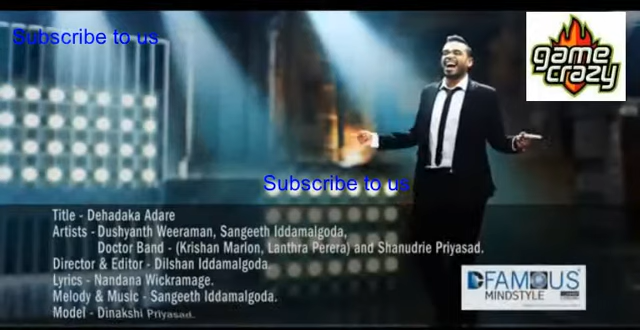 Subscribe to us
game
crazy
Subscribe to us
Title - Dehadaka Adare
Artists - Dushyanth Weeraman, Sangeeth Iddamalgoda,
Doctor Band - (Krishan Marlon, Lanthra Perera) and Shanudrie Priyasad.
Director & Editor - Dilshan Iddamalgoda.
Lyrics - Nandana Wickramage.
Melody & Music - Sangeeth Iddamalgoda.
Model - Dinakshi Priyasad.
DFAMOUS
MINDSTYLE